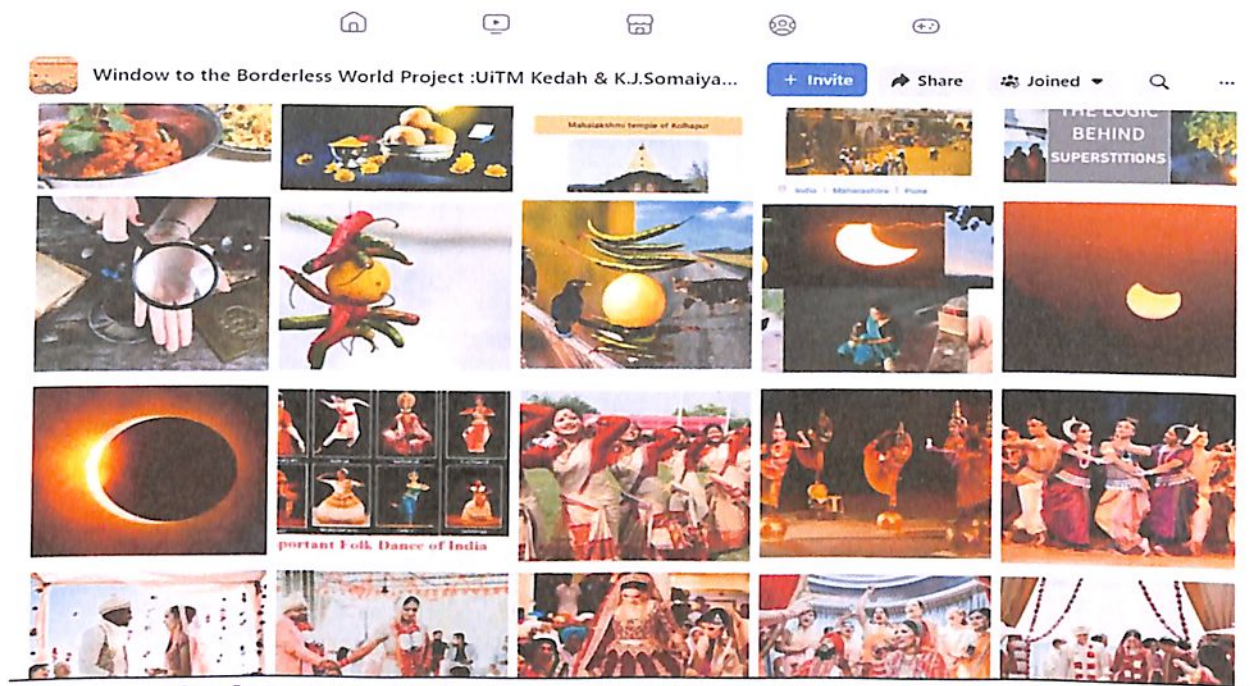 Window to the Borderless World Project :UiTM Kedah & K.J.Somaiya...
+ Invite
Share
Joined
...
Mahalakshmi temple of Kolhapur
India | Maharashtra | Pune
THE LOGIC
BEHIND
SUPERSTITIONS
portant Folk Dance of India